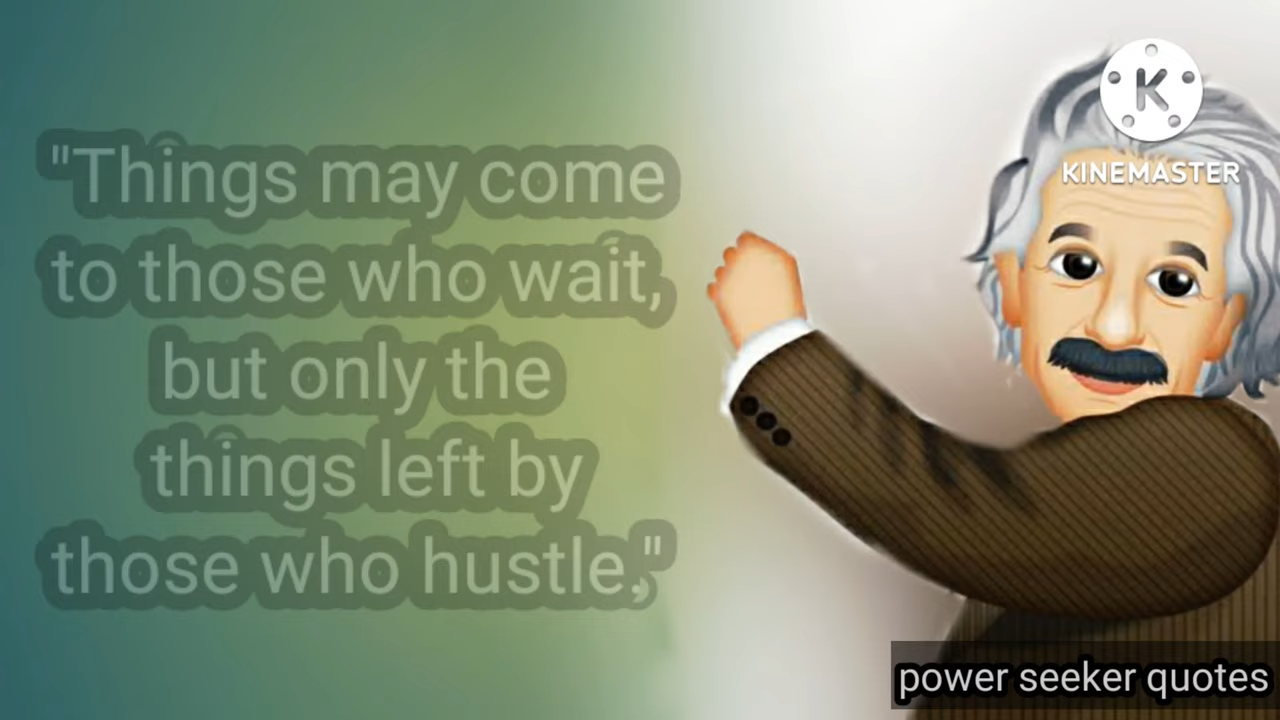 "Things may come
to those who wait,
but only the
things left by
those who hustle."
K
KINEMASTER
power seeker quotes